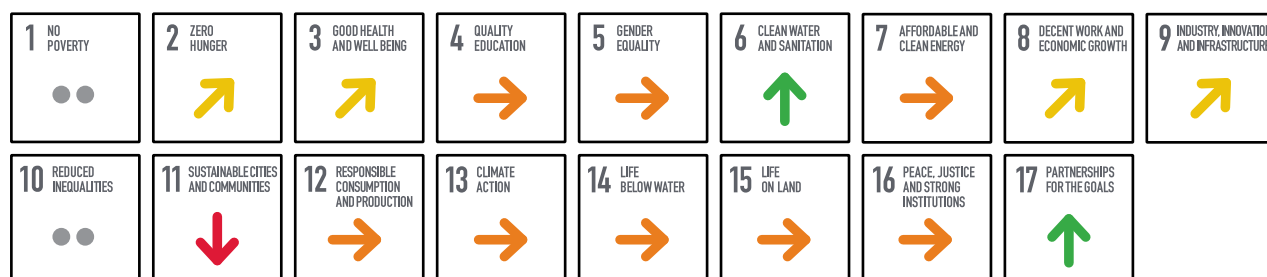 1 NO
POVERTY
2 ZERO
HUNGER
3 GOOD HEALTH
AND WELL BEING
4 QUALITY
EDUCATION
5 GENDER
EQUALITY
6 CLEAN WATER
AND SANITATION
7 AFFORDABLE AND
CLEAN ENERGY
8 DECENT WORK AND
ECONOMIC GROWTH
9 INDUSTRY, INNOVATION
AND INFRASTRUCTURE
10 REDUCED
INEQUALITIES
11 SUSTAINABLE CITIES
AND COMMUNITIES
12 RESPONSIBLE
CONSUMPTION
AND PRODUCTION
13 CLIMATE
ACTION
14 LIFE
BELOW WATER
15 LIFE
ON LAND
16 PEACE, JUSTICE
AND STRONG
INSTITUTIONS
17 PARTNERSHIPS
FOR THE GOALS